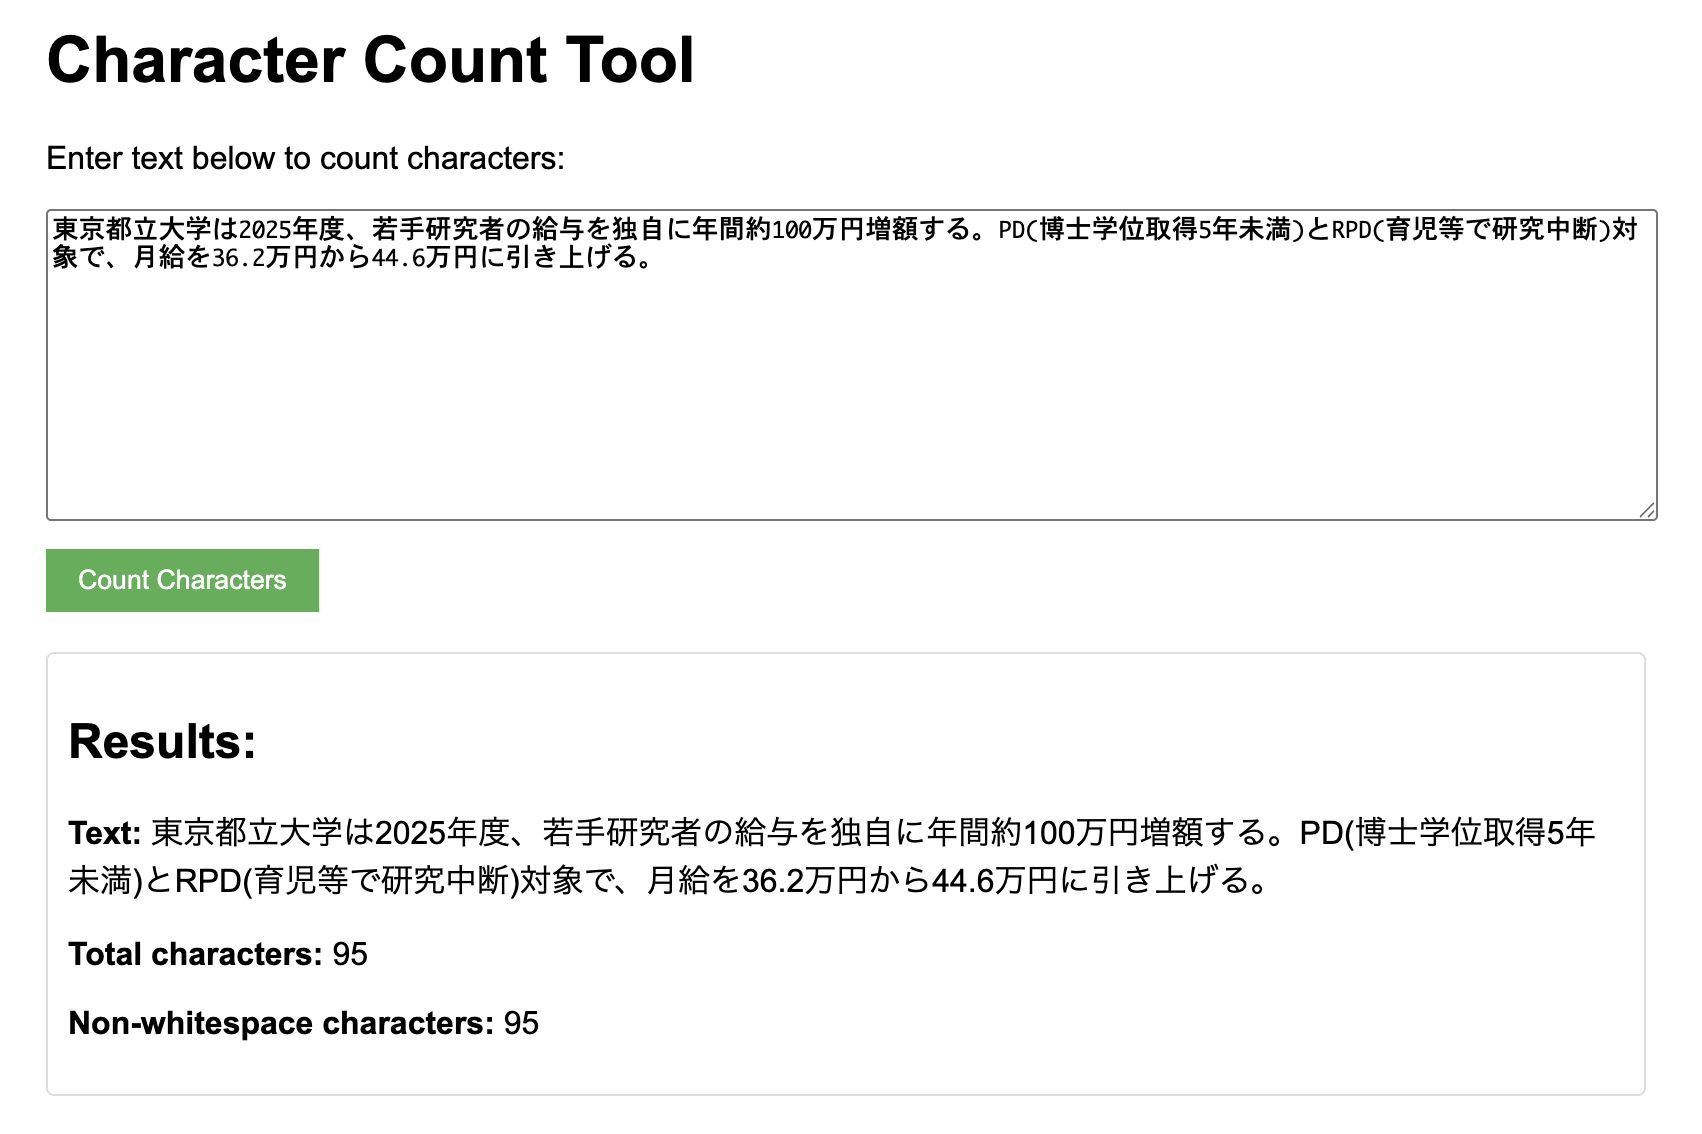 Character Count Tool
Enter text below to count characters:
東京都立大学は2025年度、若手研究者の給与を独自に年間約100万円増額する。PD(博士学位取得5年未満)とRPD(育児等で研究中断)対
象で、月給を36.2万円から44.6万円に引き上げる。
Count Characters
Results:
Text: 東京都立大学は2025年度、若手研究者の給与を独自に年間約100万円増額する。PD(博士学位取得5年
未満)とRPD(育児等で研究中断)対象で、月給を36.2万円から44.6万円に引き上げる。
Total characters: 95
Non-whitespace characters: 95